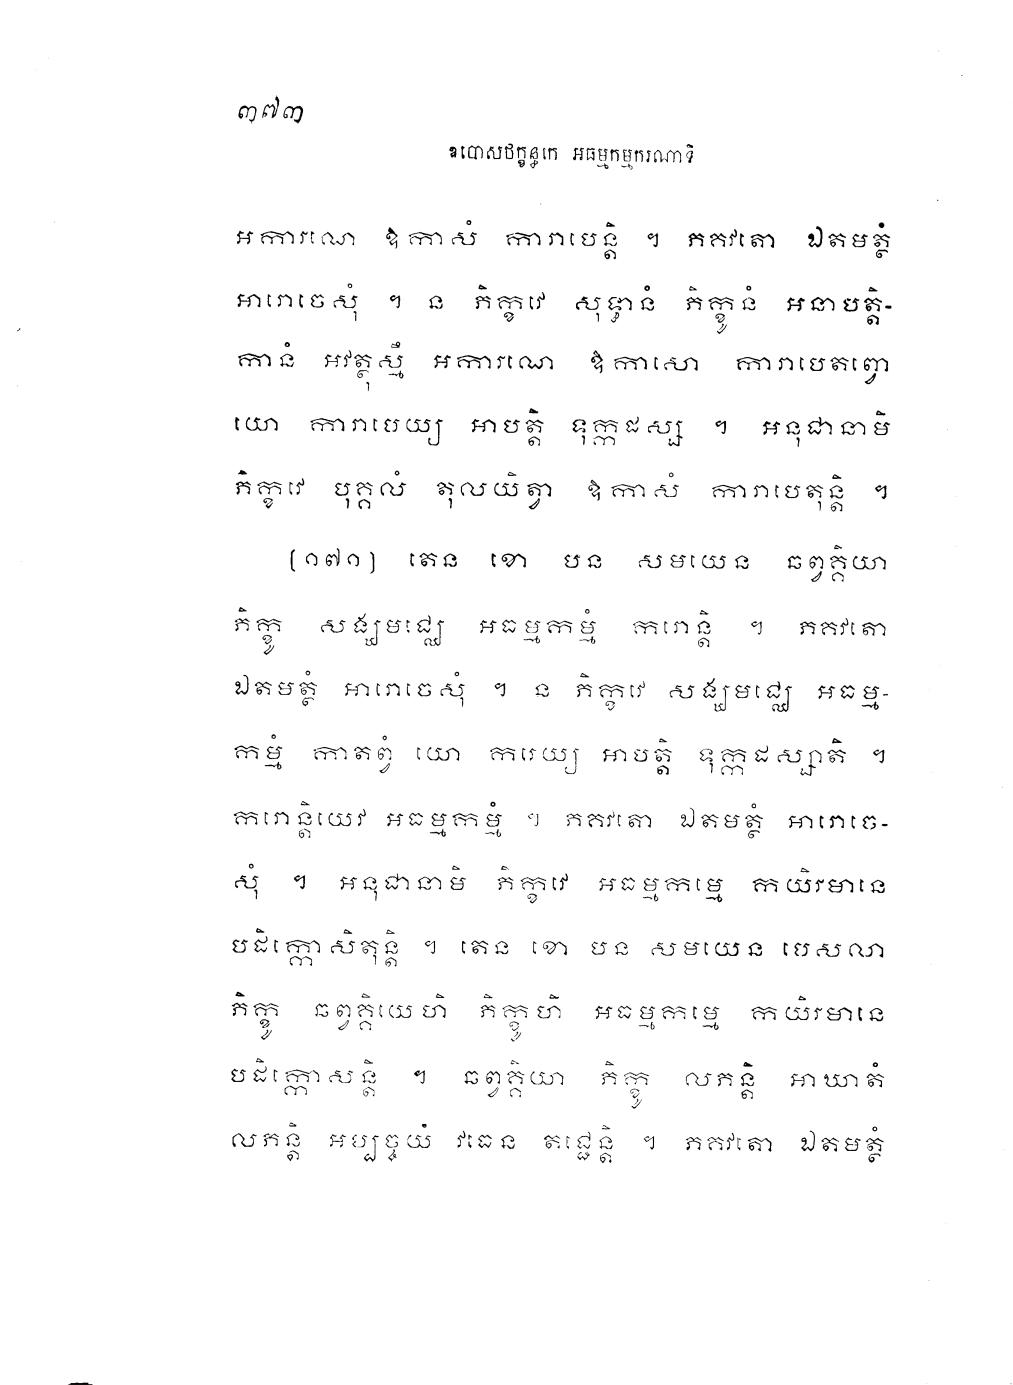 ៣៧៣
ឧបោសថក្ខន្ធកេ អធម្មកម្មករណាទិ
អការណេ ឱកាសំ ការាបេន្តិ ។ ភគវតោ ឯតមត្ថំ
អារោចេសុំ ។ ន ភិក្ខវេ សុទ្ធានំ ភិក្ខូនំ អនាបត្តិ-
កានំ អវត្ថុស្មឹ អការណេ ឱកាសោ ការាបេតព្វោ
យោ ការាបេយ្យ អាបត្តិ ទុក្កដស្ស ។ អនុជានាមិ
ភិក្ខវេ បុគ្គលំ តុលយិត្វា ឱកាសំ ការាបេតុន្តិ ។
(១៧១) តេន ខោ បន សមយេន ឆព្វគ្គិយា
ភិក្ខូ សង្ឃមជ្ឈេ អធម្មកម្មំ ករោន្តិ ។ ភគវតោ
ឯតមត្ថំ អារោចេសុំ ។ ន ភិក្ខវេ សង្ឃមជ្ឈេ អធម្ម-
កម្មំ កាតព្វំ យោ ករេយ្យ អាបត្តិ ទុក្កដស្សាតិ ។
ករោន្តិយេវ អធម្មកម្មំ ។ ភគវតោ ឯតមត្ថំ អារោចេ-
សុំ ។ អនុជានាមិ ភិក្ខវេ អធម្មកម្មេ កយិរមានេ
បដិក្កោសិតុន្តិ ។ តេន ខោ បន សមយេន បេសលា
ភិក្ខូ ឆព្វគ្គិយេហិ ភិក្ខូហិ អធម្មកម្មេ កយិរមានេ
បដិក្កោសន្តិ ។ ឆព្វគ្គិយា ភិក្ខូ លភន្តិ អាឃាតំ
លភន្តិ អប្បច្ចយំ វធេន តជ្ជេន្តិ ។ ភគវតោ ឯតមត្ថំ